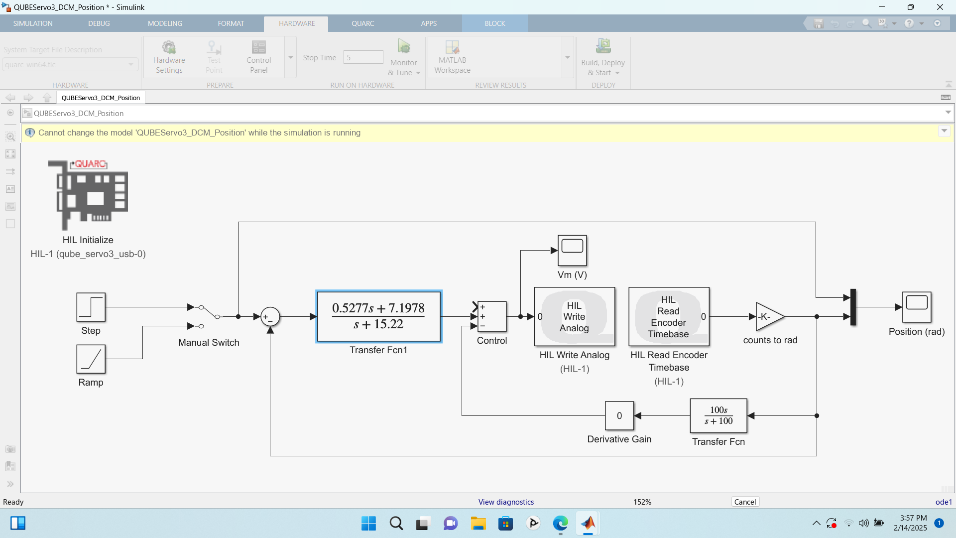 QUBEServo3_DCM_Position * - Simulink
SIMULATION DEBUG MODELING FORMAT HARDWARE QUARC APPS BLOCK
System Target File Description
Hardware Settings
Test Point
Control Panel
Stop Time 5
Monitor & Tune
MATLAB Workspace
Build, Deploy & Start
HARDWARE PREPARE RUN ON HARDWARE REVIEW RESULTS DEPLOY
QUBEServo3_DCM_Position
QUBEServo3_DCM_Position
Cannot change the model 'QUBEServo3_DCM_Position' while the simulation is running
QUARC
HIL Initialize
HIL-1 (qube_servo3_usb-0)
Step
Ramp
Manual Switch
+
−
0.5277s + 7.1978
s + 15.22
Transfer Fcn1
+
+
−
Control
Vm (V)
0
HIL
Write
Analog
HIL Write Analog
(HIL-1)
HIL
Read
Encoder
Timebase
0
HIL Read Encoder
Timebase
(HIL-1)
-K-
counts to rad
Position (rad)
0
Derivative Gain
100s
s + 100
Transfer Fcn
Ready View diagnostics 152% Cancel ode1
3:57 PM
2/14/2025
1